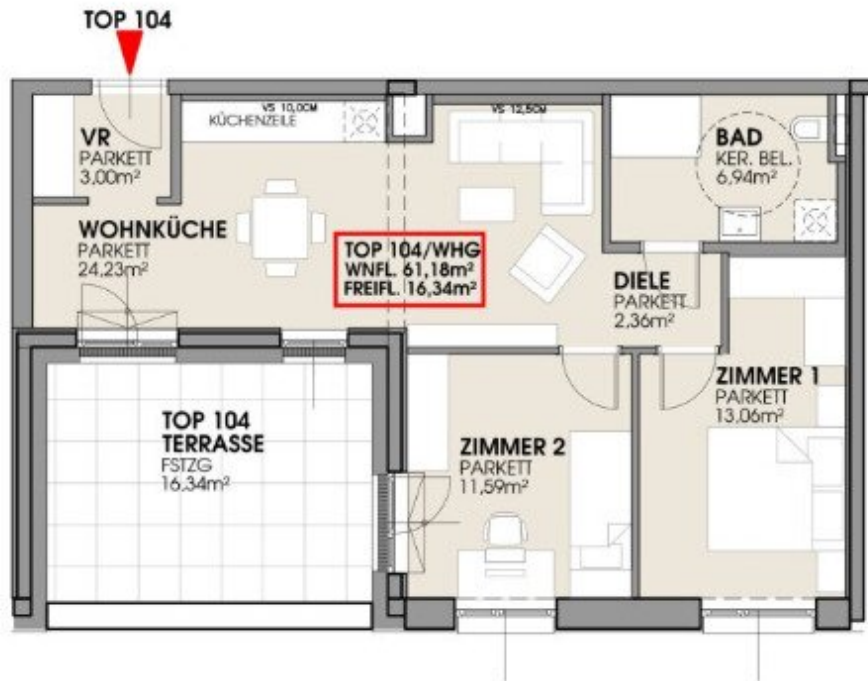 TOP 104
VS 10,0CM
KÜCHENZEILE
VS 12,5CM
VR
PARKETT
3,00m²
BAD
KER. BEL.
6,94m²
WOHNKÜCHE
PARKETT
24,23m²
TOP 104/WHG
WNFL. 61,18m²
FREIFL. 16,34m²
DIELE
PARKETT
2,36m²
ZIMMER 1
PARKETT
13,06m²
TOP 104
TERRASSE
FSTZG
16,34m²
ZIMMER 2
PARKETT
11,59m²